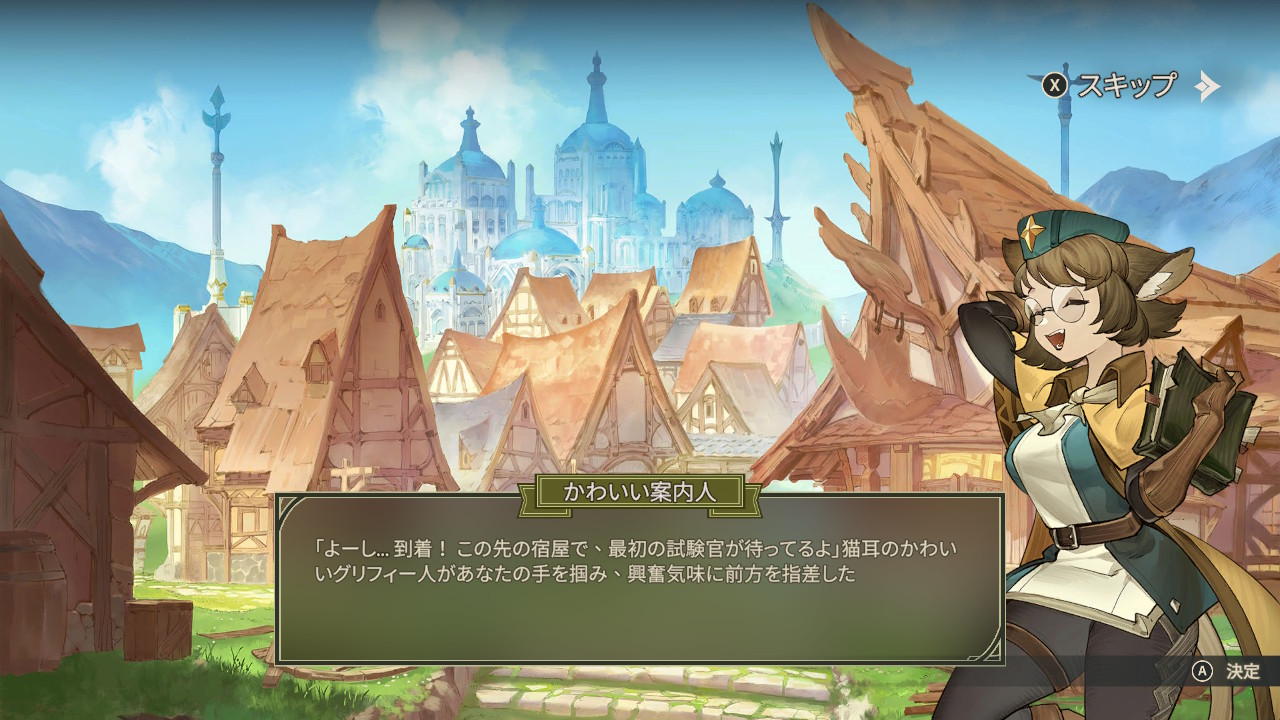 X スキップ
かわいい案内人
「よーし... 到着！ この先の宿屋で、最初の試験官が待ってるよ」猫耳のかわい
いグリフィー人があなたの手を掴み、興奮気味に前方を指差した
A 決定